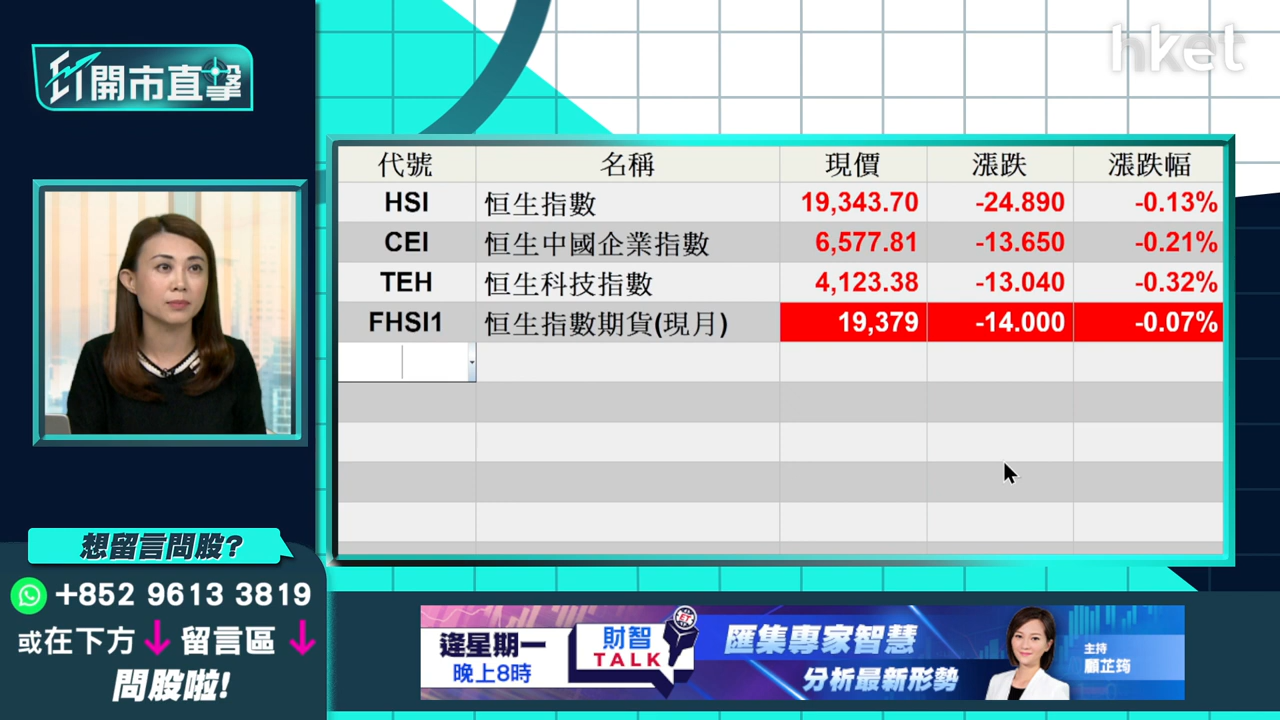 ET開市直擊
hket
代號 名稱 現價 漲跌 漲跌幅
HSI 恒生指數 19,343.70 -24.890 -0.13%
CEI 恒生中國企業指數 6,577.81 -13.650 -0.21%
TEH 恒生科技指數 4,123.38 -13.040 -0.32%
FHSI1 恒生指數期貨(現月) 19,379 -14.000 -0.07%
想留言問股?
+852 9613 3819
或在下方 留言區
問股啦!
逢星期一
晚上8時
財智
TALK
匯集專家智慧
分析最新形勢
主持
顧芷筠